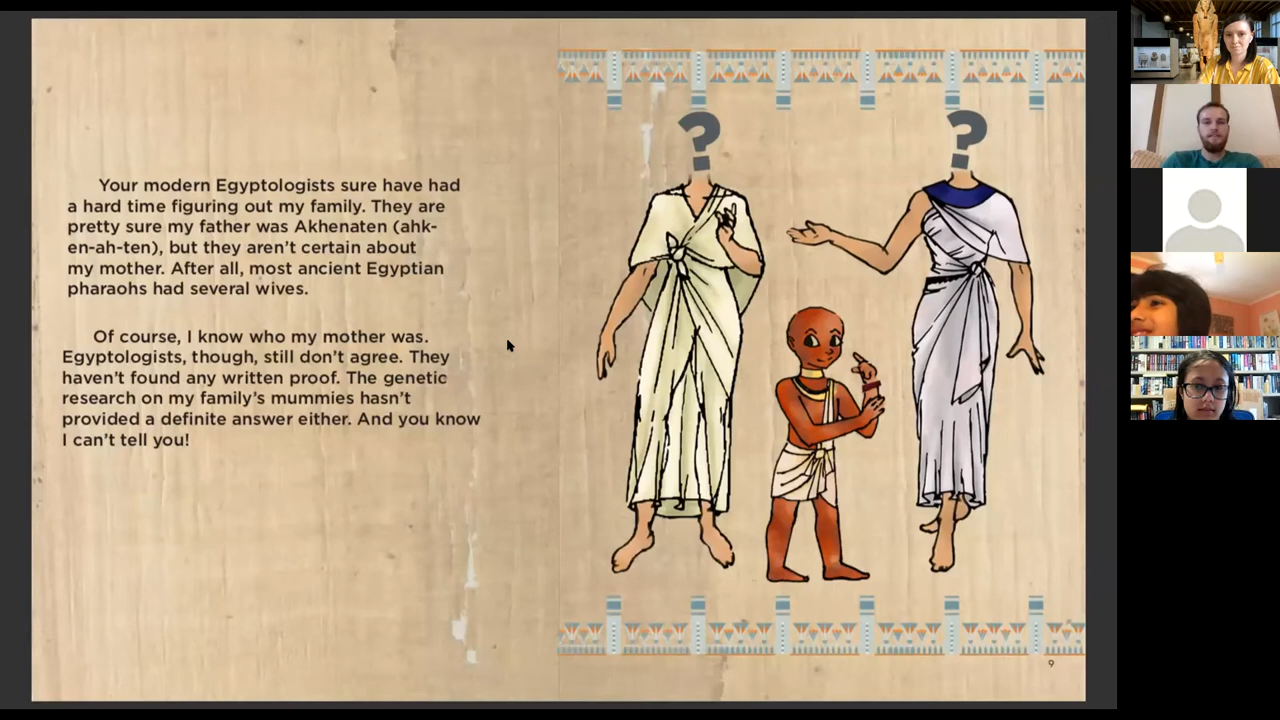 Your modern Egyptologists sure have had
a hard time figuring out my family. They are
pretty sure my father was Akhenaten (ahk-
en-ah-ten), but they aren't certain about
my mother. After all, most ancient Egyptian
pharaohs had several wives.
Of course, I know who my mother was.
Egyptologists, though, still don't agree. They
haven't found any written proof. The genetic
research on my family's mummies hasn't
provided a definite answer either. And you know
I can't tell you!
?
?
9